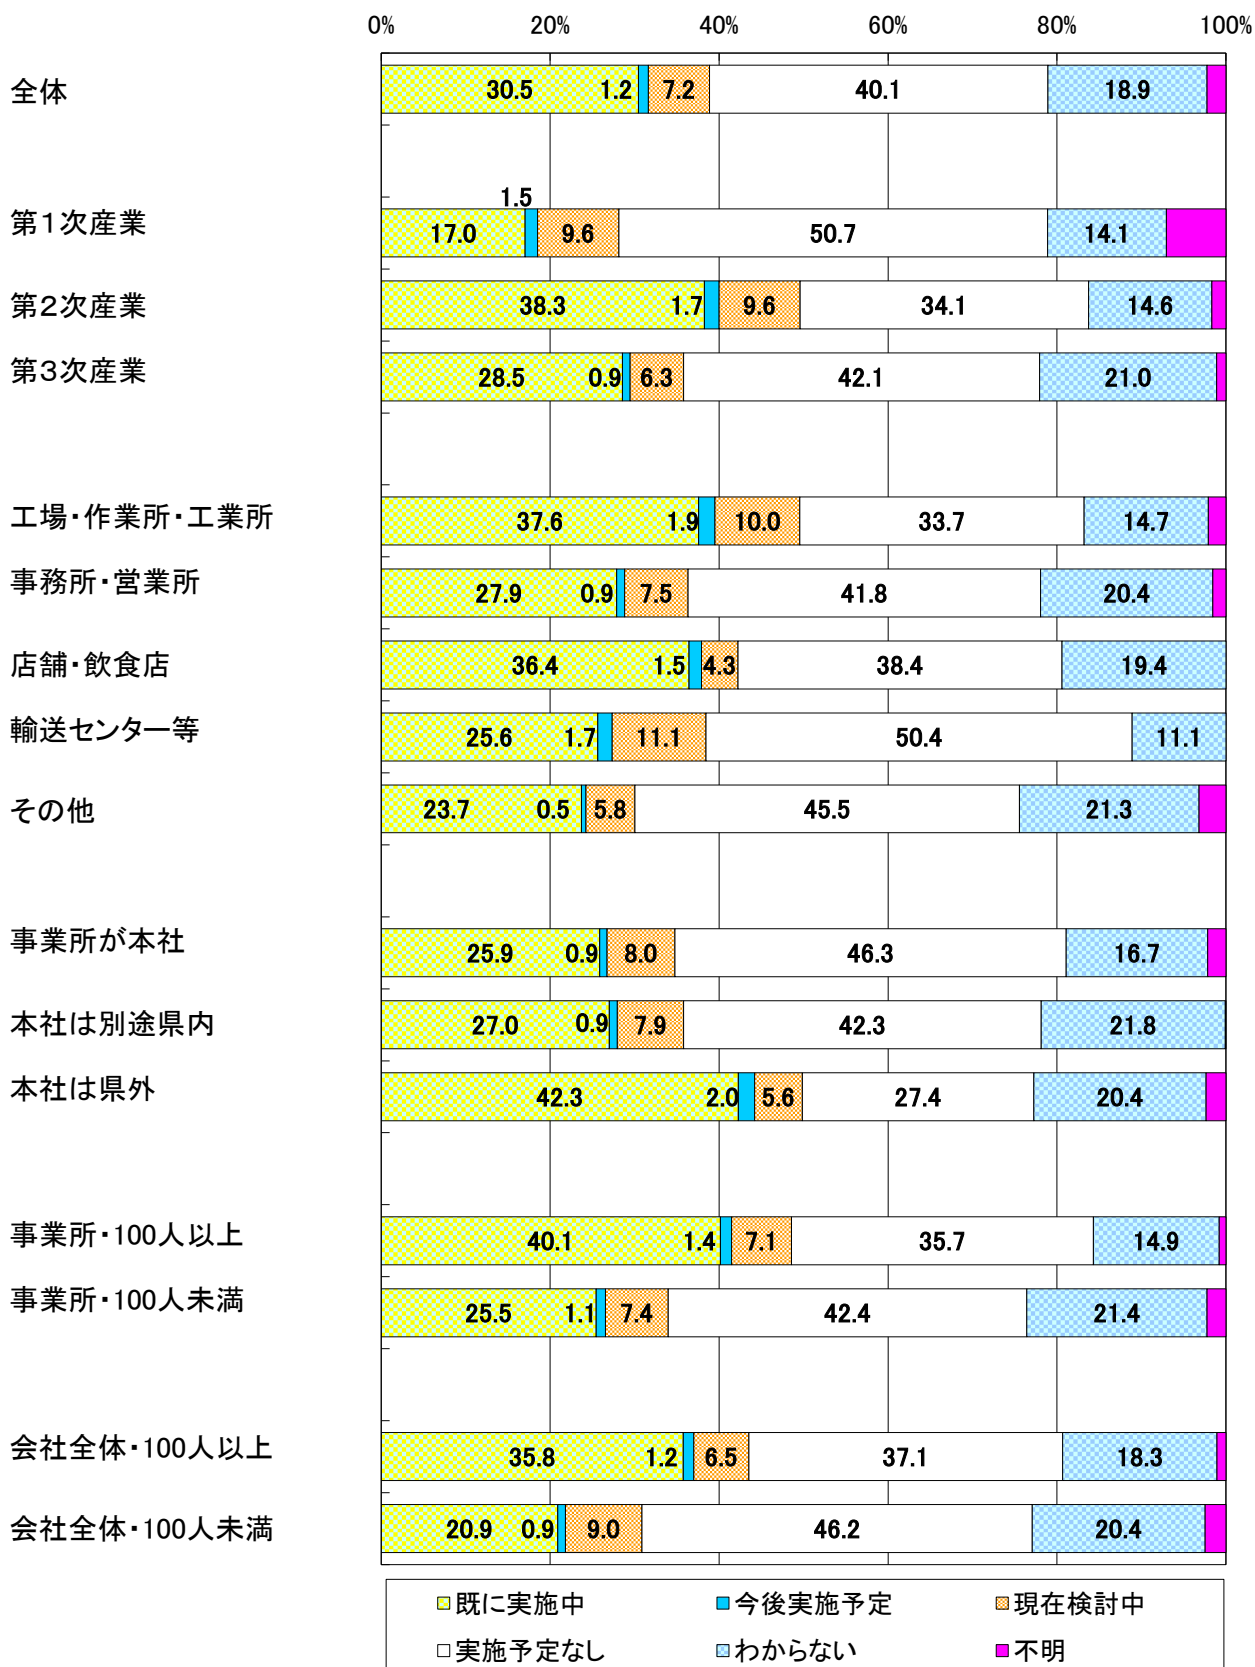 0% 20% 40% 60% 80% 100%
全体 30.5 1.2 7.2 40.1 18.9
1.5
第1次産業 17.0 9.6 50.7 14.1
第2次産業 38.3 1.7 9.6 34.1 14.6
第3次産業 28.5 0.9 6.3 42.1 21.0
工場・作業所・工業所 37.6 1.9 10.0 33.7 14.7
事務所・営業所 27.9 0.9 7.5 41.8 20.4
店舗・飲食店 36.4 1.5 4.3 38.4 19.4
輸送センター等 25.6 1.7 11.1 50.4 11.1
その他 23.7 0.5 5.8 45.5 21.3
事業所が本社 25.9 0.9 8.0 46.3 16.7
本社は別途県内 27.0 0.9 7.9 42.3 21.8
本社は県外 42.3 2.0 5.6 27.4 20.4
事業所・100人以上 40.1 1.4 7.1 35.7 14.9
事業所・100人未満 25.5 1.1 7.4 42.4 21.4
会社全体・100人以上 35.8 1.2 6.5 37.1 18.3
会社全体・100人未満 20.9 0.9 9.0 46.2 20.4
既に実施中 今後実施予定 現在検討中
実施予定なし わからない 不明